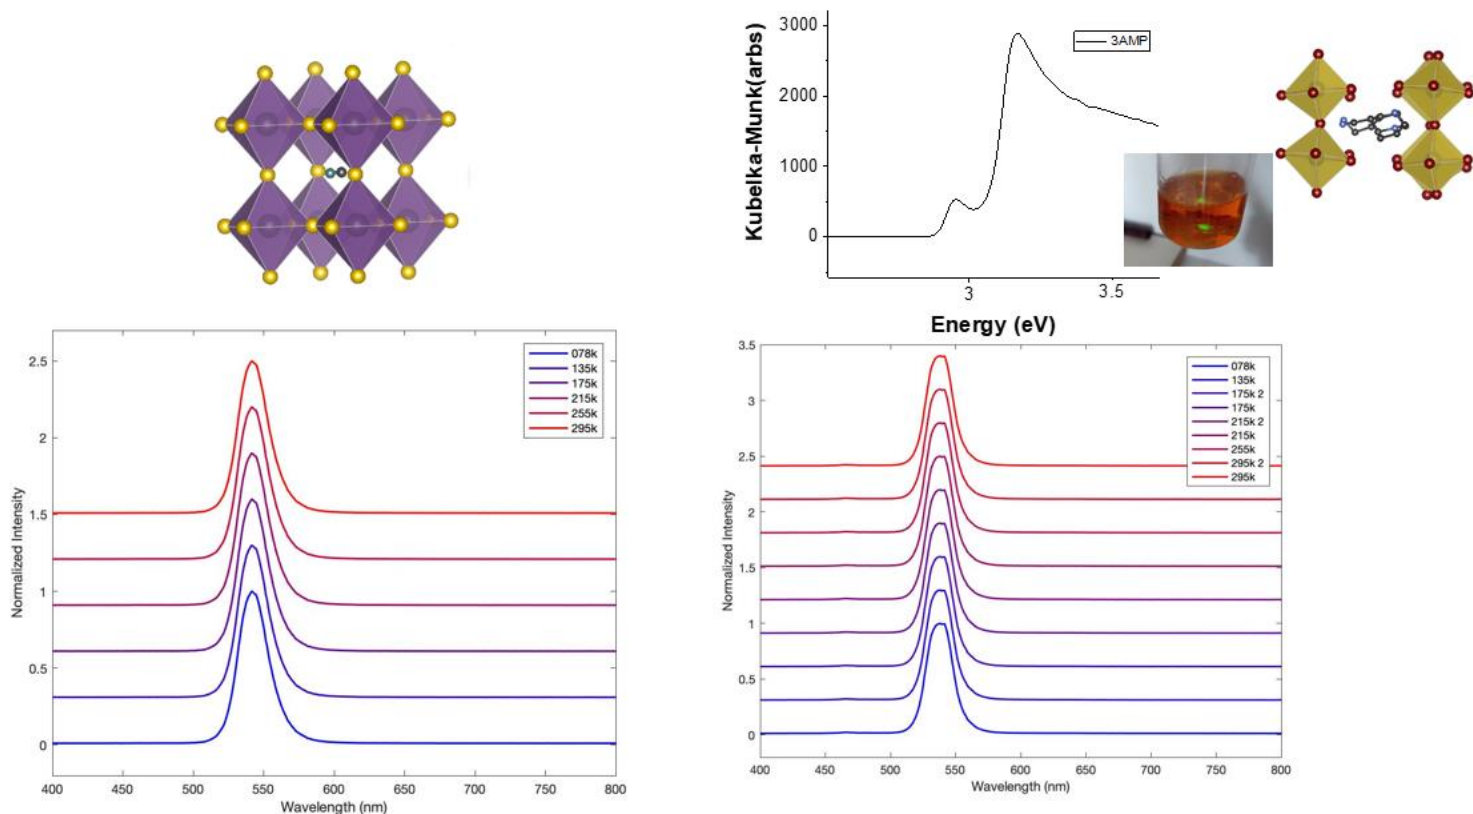 Kubelka-Munk(arbs)
3000
2000
1000
0
3AMP
3
3.5
Energy (eV)
Normalized Intensity
2.5
2
1.5
1
0.5
0
078k
135k
175k
215k
255k
295k
400
450
500
550
600
650
700
750
800
Wavelength (nm)
Normalized Intensity
3.5
3
2.5
2
1.5
1
0.5
0
078k
135k
175k 2
175k
215k 2
215k
255k
295k 2
295k
400
450
500
550
600
650
700
750
800
Wavelength (nm)